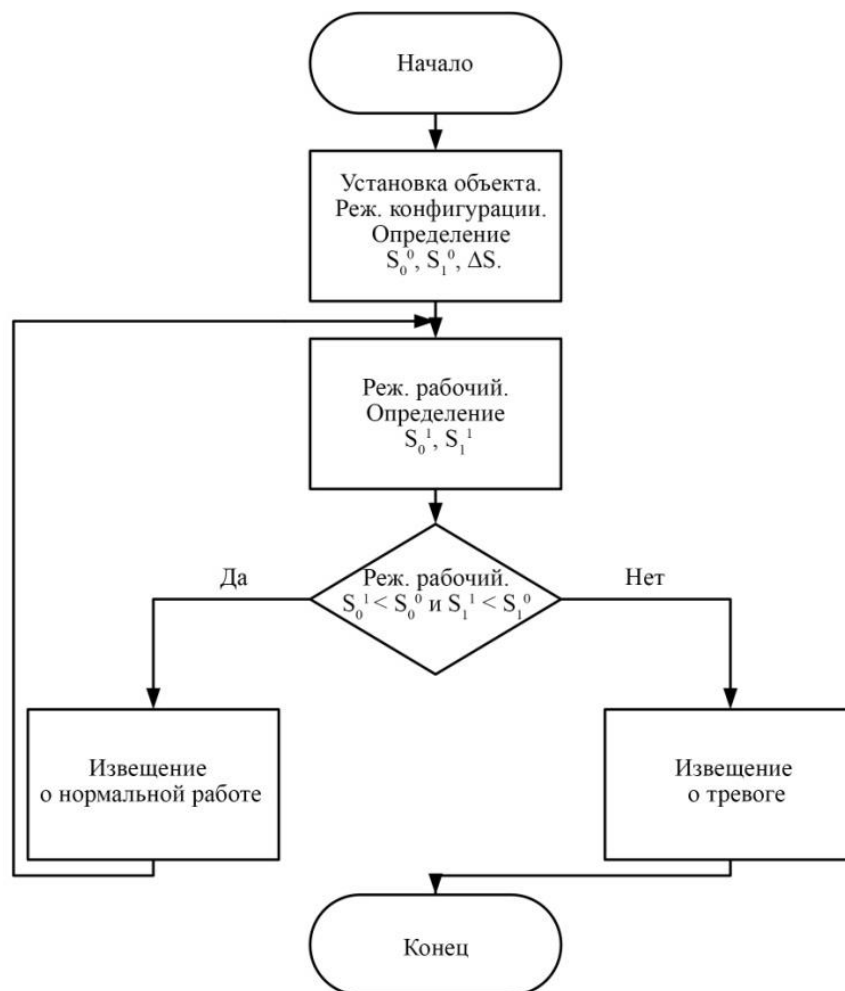 Начало
Установка объекта.
Реж. конфигурации.
Определение
S₀⁰, S₁⁰, ΔS.
Реж. рабочий.
Определение
S₀¹, S₁¹
Да
Реж. рабочий.
S₀¹ < S₀⁰ и S₁¹ < S₁⁰
Нет
Извещение
о нормальной работе
Извещение
о тревоге
Конец